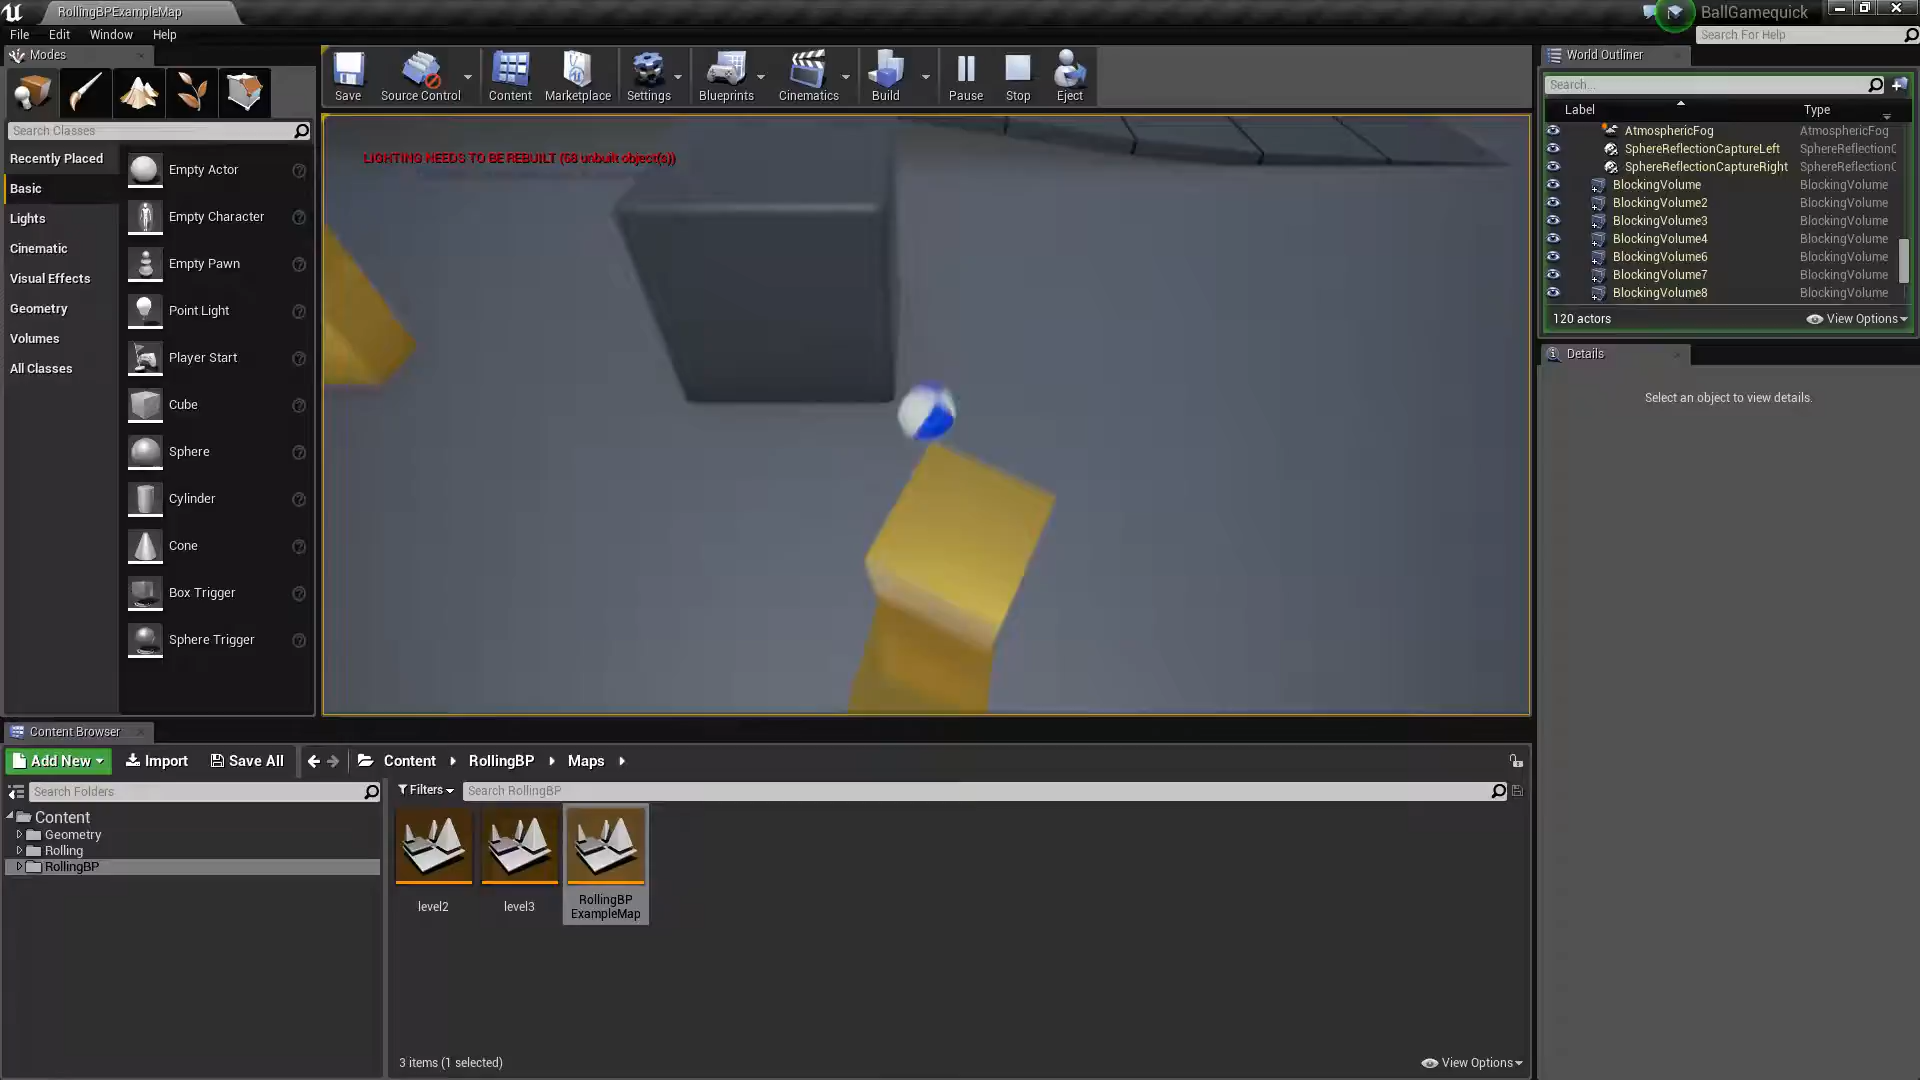 RollingBPExampleMap
BallGamequick
File Edit Window Help
Search For Help
Modes
Search Classes
Recently Placed
Basic
Lights
Cinematic
Visual Effects
Geometry
Volumes
All Classes
Empty Actor
Empty Character
Empty Pawn
Point Light
Player Start
Cube
Sphere
Cylinder
Cone
Box Trigger
Sphere Trigger
Save Source Control Content Marketplace Settings Blueprints Cinematics Build Pause Stop Eject
LIGHTING NEEDS TO BE REBUILT (68 unbuilt object(s))
World Outliner
Search...
Label Type
AtmosphericFog AtmosphericFog
SphereReflectionCaptureLeft SphereReflectionC
SphereReflectionCaptureRight SphereReflectionC
BlockingVolume BlockingVolume
BlockingVolume2 BlockingVolume
BlockingVolume3 BlockingVolume
BlockingVolume4 BlockingVolume
BlockingVolume6 BlockingVolume
BlockingVolume7 BlockingVolume
BlockingVolume8 BlockingVolume
120 actors View Options
Details
Select an object to view details.
Content Browser
Add New Import Save All Content RollingBP Maps
Search Folders
Filters Search RollingBP
Content
Geometry
Rolling
RollingBP
level2
level3
RollingBP
ExampleMap
3 items (1 selected) View Options